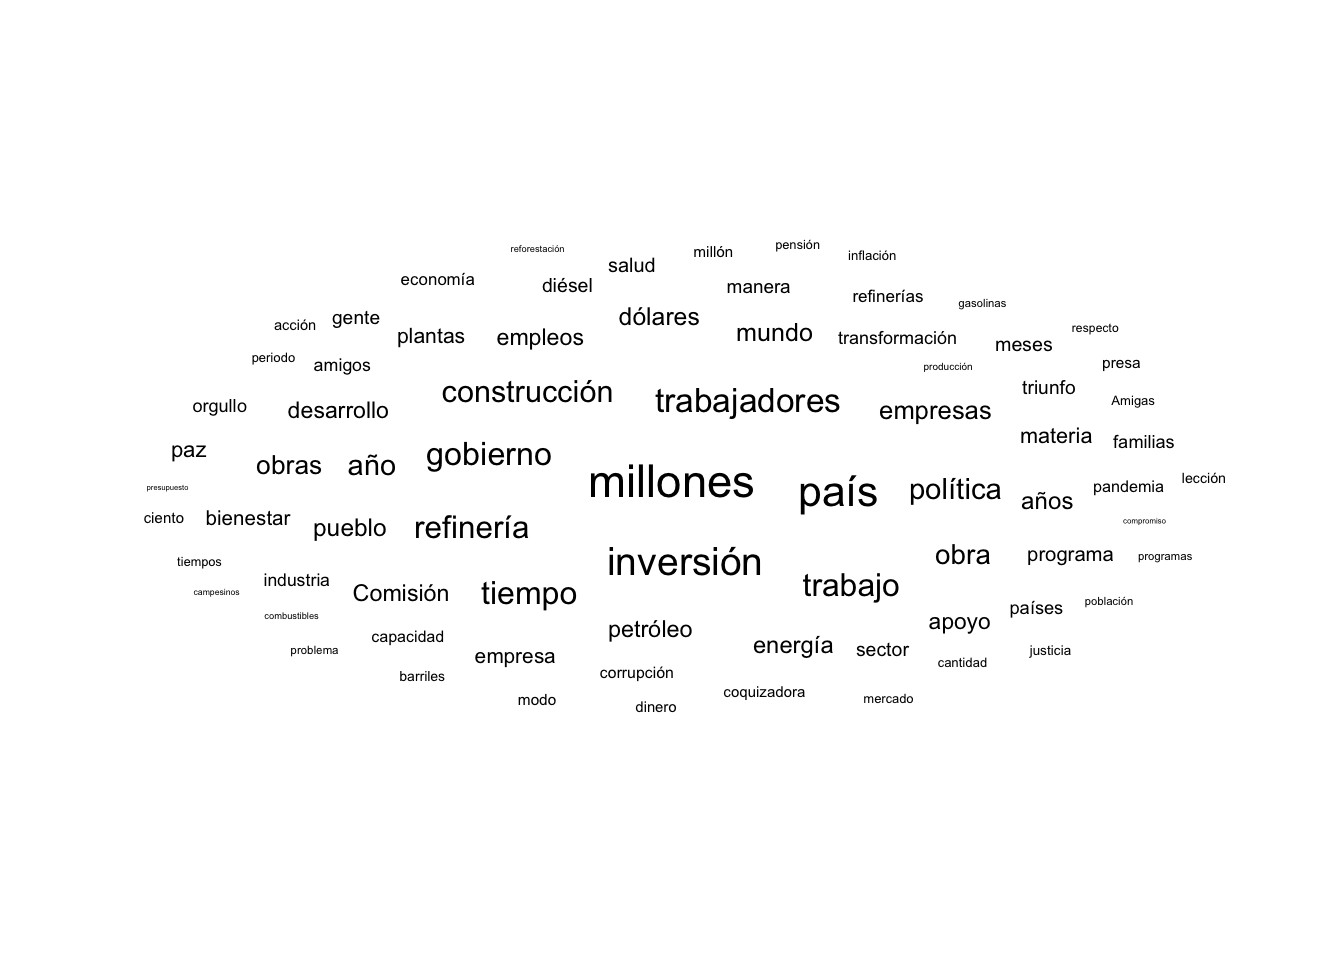 pensión
reforestación
millón
inflación
salud
economía
diésel
manera
refinerías
gasolinas
dólares
gente
acción
respecto
mundo
plantas
empleos
transformación
meses
periodo
presa
amigos
producción
triunfo
construcción
trabajadores
Amigas
orgullo
desarrollo
empresas
materia
familias
paz
gobierno
obras
año
lección
millones
pandemia
presupuesto
país
política
años
ciento
bienestar
compromiso
pueblo
refinería
obra
programa
programas
tiempos
inversión
industria
trabajo
campesinos
Comisión
tiempo
población
países
combustibles
apoyo
petróleo
capacidad
energía
sector
problema
justicia
empresa
cantidad
corrupción
barriles
coquizadora
mercado
modo
dinero